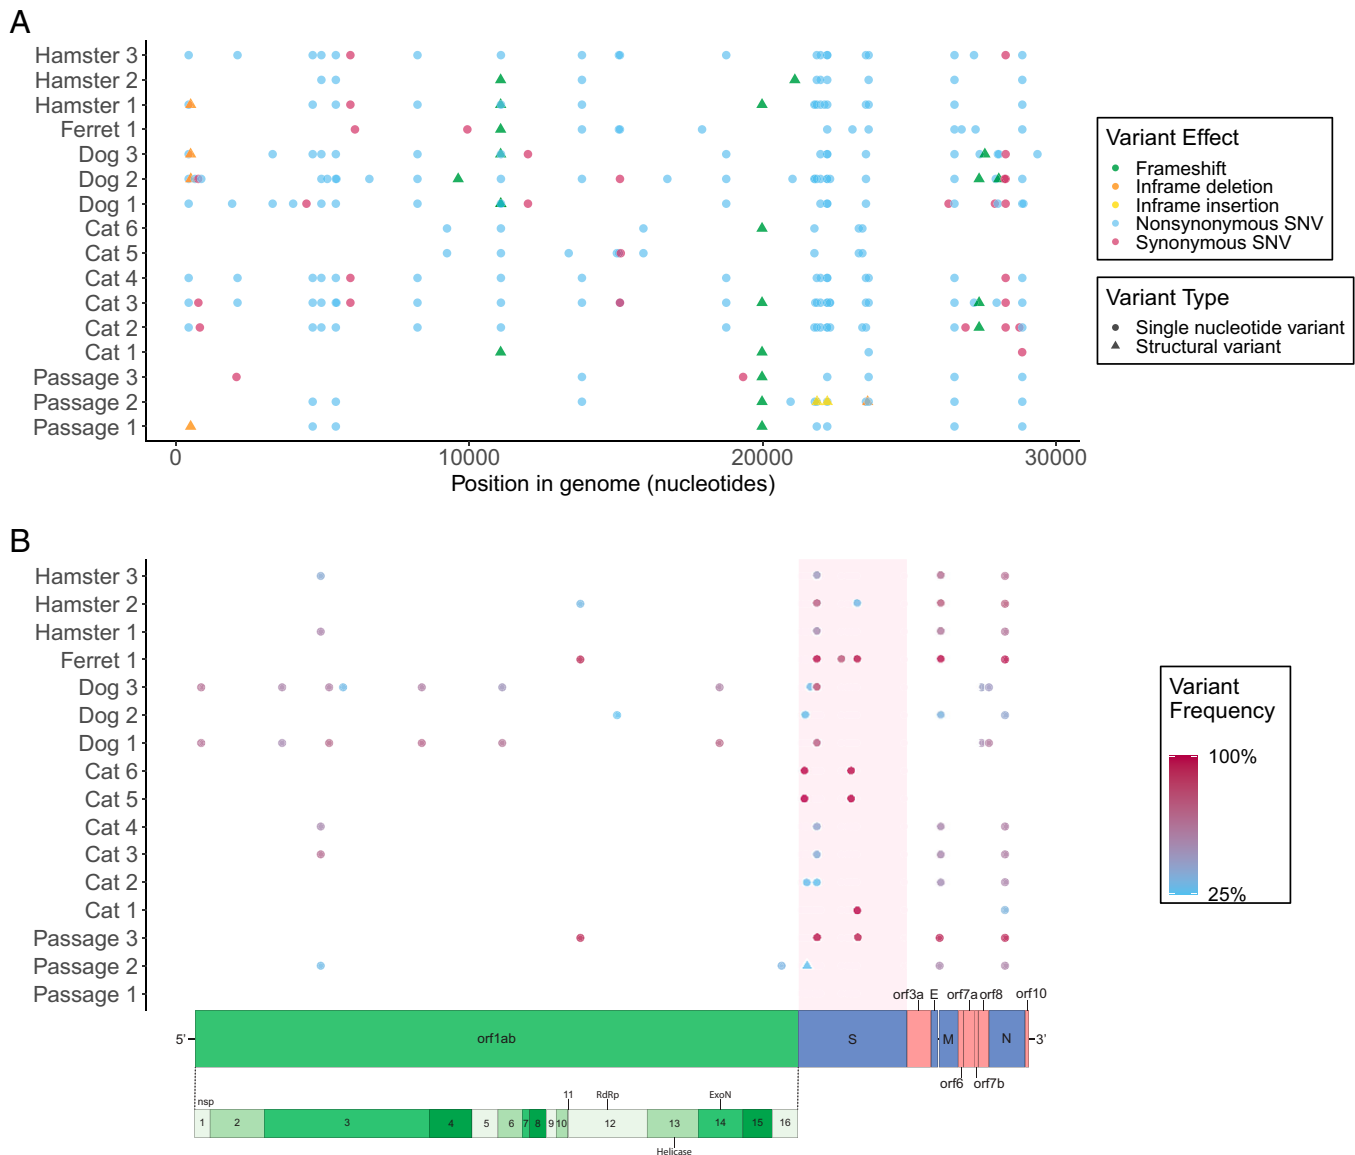 A
Hamster 3
Hamster 2
Hamster 1
Ferret 1
Dog 3
Dog 2
Dog 1
Cat 6
Cat 5
Cat 4
Cat 3
Cat 2
Cat 1
Passage 3
Passage 2
Passage 1
0 10000 20000 30000
Position in genome (nucleotides)
Variant Effect
Frameshift
Inframe deletion
Inframe insertion
Nonsynonymous SNV
Synonymous SNV
Variant Type
Single nucleotide variant
Structural variant
B
Hamster 3
Hamster 2
Hamster 1
Ferret 1
Dog 3
Dog 2
Dog 1
Cat 6
Cat 5
Cat 4
Cat 3
Cat 2
Cat 1
Passage 3
Passage 2
Passage 1
Variant
Frequency
100%
25%
orf3a E orf7a orf8 orf10
5' orf1ab S M N 3'
orf6 orf7b
nsp 11 RdRp ExoN
1 2 3 4 5 6 7 8 9 10 12 13 14 15 16
Helicase